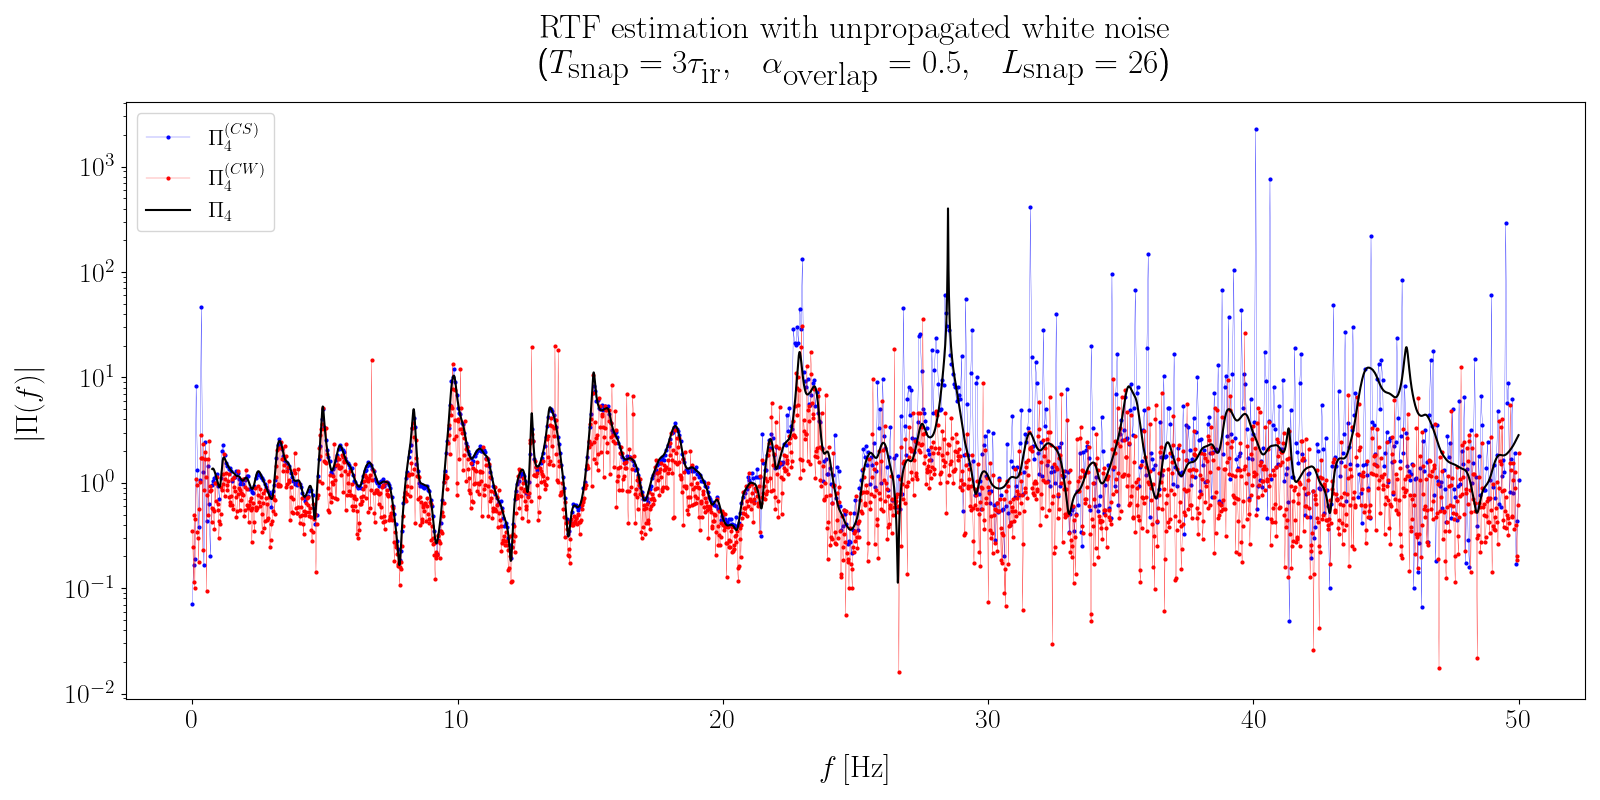 RTF estimation with unpropagated white noise
(T_snap = 3τ_ir, α_overlap = 0.5, L_snap = 26)
Π_4^(CS)
Π_4^(CW)
Π_4
|Π(f)|
10^3
10^2
10^1
10^0
10^−1
10^−2
0 10 20 30 40 50
f [Hz]